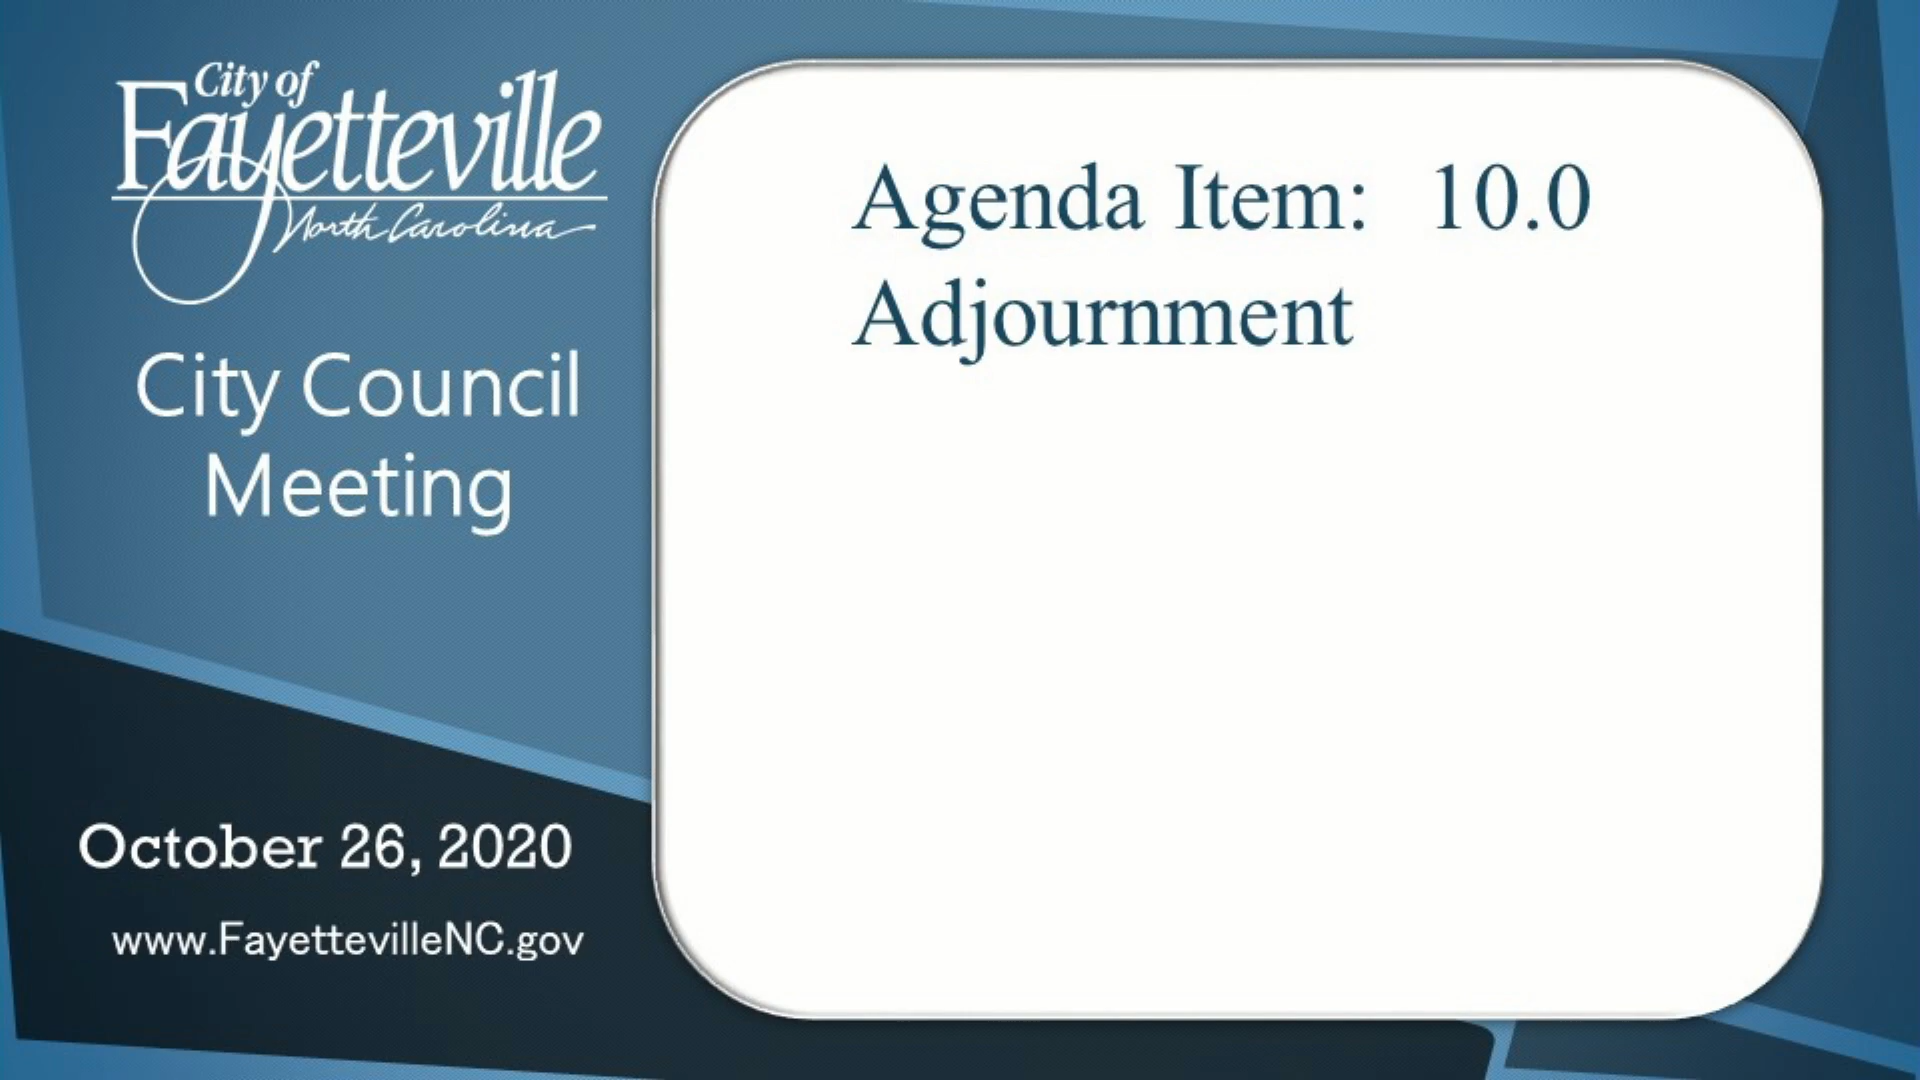 City of
Fayetteville
North Carolina
City Council
Meeting
October 26, 2020
www.FayettevilleNC.gov
Agenda Item: 10.0
Adjournment